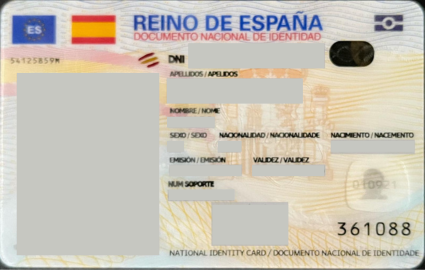 ES
REINO DE ESPAÑA
DOCUMENTO NACIONAL DE IDENTIDAD
54125859M
DNI
APELLIDOS / APELIDOS
NOMBRE / NOME
SEXO / SEXO NACIONALIDAD / NACIONALIDADE NACIMIENTO / NACEMENTO
EMISIÓN / EMISIÓN VALIDEZ / VALIDEZ
NÚM SOPORTE
361088
NATIONAL IDENTITY CARD / DOCUMENTO NACIONAL DE IDENTIDADE